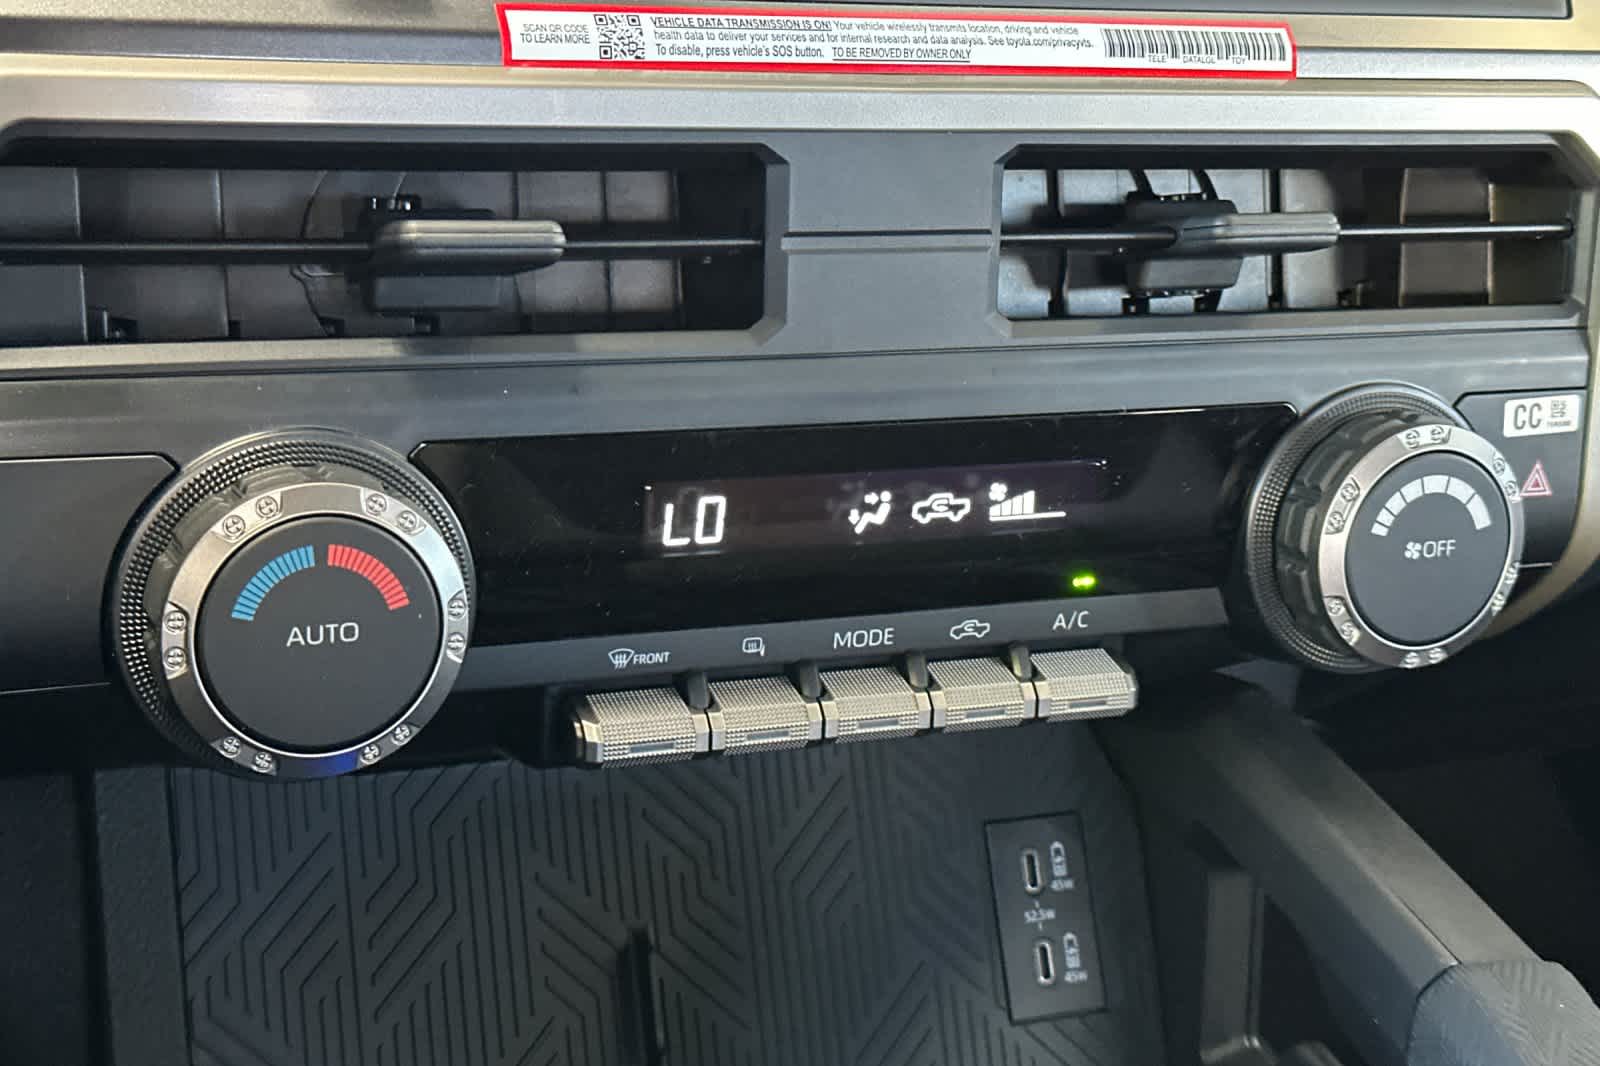 SCAN QR CODE
TO LEARN MORE
VEHICLE DATA TRANSMISSION IS ON! Your vehicle wirelessly transmits location, driving and vehicle
health data to deliver your services and for internal research and data analysis. See toyota.com/privacyvts.
To disable, press vehicle's SOS button. TO BE REMOVED BY OWNER ONLY
TELE DATALGL TOY
CC
LO
OFF
AUTO
FRONT
MODE
A/C
45W
52.5W
45W